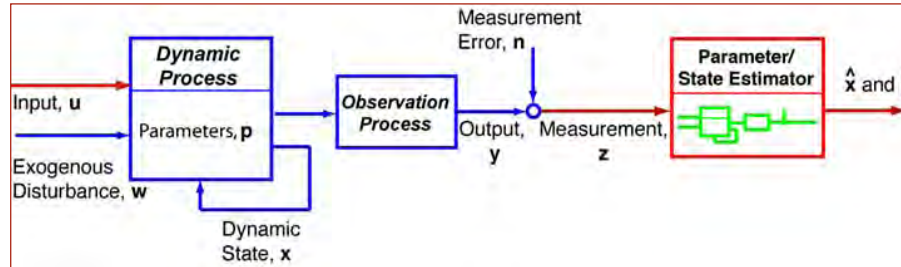 Dynamic
Process
Parameters, p
Input, u
Exogenous
Disturbance, w
Dynamic
State, x
Observation
Process
Output,
y
Measurement
Error, n
Measurement,
z
Parameter/
State Estimator
x̂ and